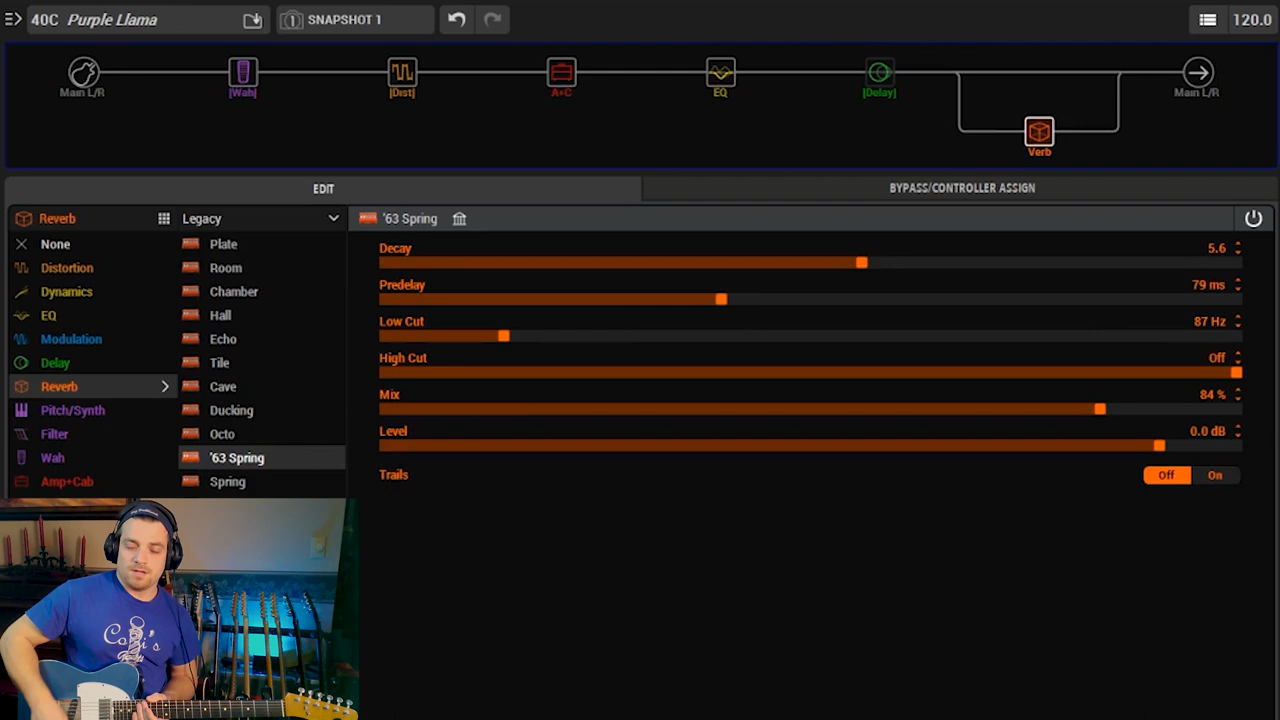 40C Purple Llama
1 SNAPSHOT 1
120.0
Main L/R
|Wah|
|Dist|
A+C
EQ
|Delay|
Verb
Main L/R
EDIT
BYPASS/CONTROLLER ASSIGN
Reverb
Legacy
'63 Spring
None
Distortion
Dynamics
EQ
Modulation
Delay
Reverb
Pitch/Synth
Filter
Wah
Amp+Cab
Plate
Room
Chamber
Hall
Echo
Tile
Cave
Ducking
Octo
'63 Spring
Spring
Decay 5.6
Predelay 79 ms
Low Cut 87 Hz
High Cut Off
Mix 84 %
Level 0.0 dB
Trails Off On